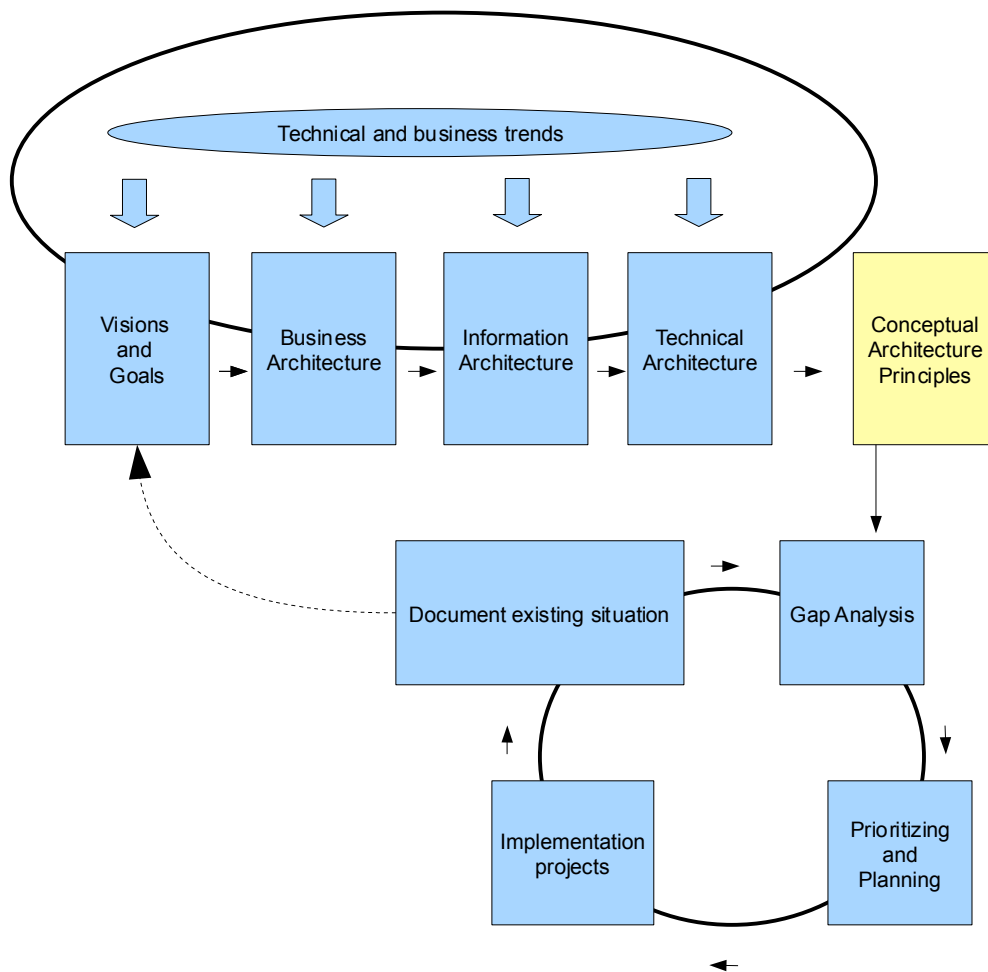 Technical and business trends
Visions
and
Goals
Business
Architecture
Information
Architecture
Technical
Architecture
Conceptual
Architecture
Principles
Document existing situation
Gap Analysis
Implementation
projects
Prioritizing
and
Planning